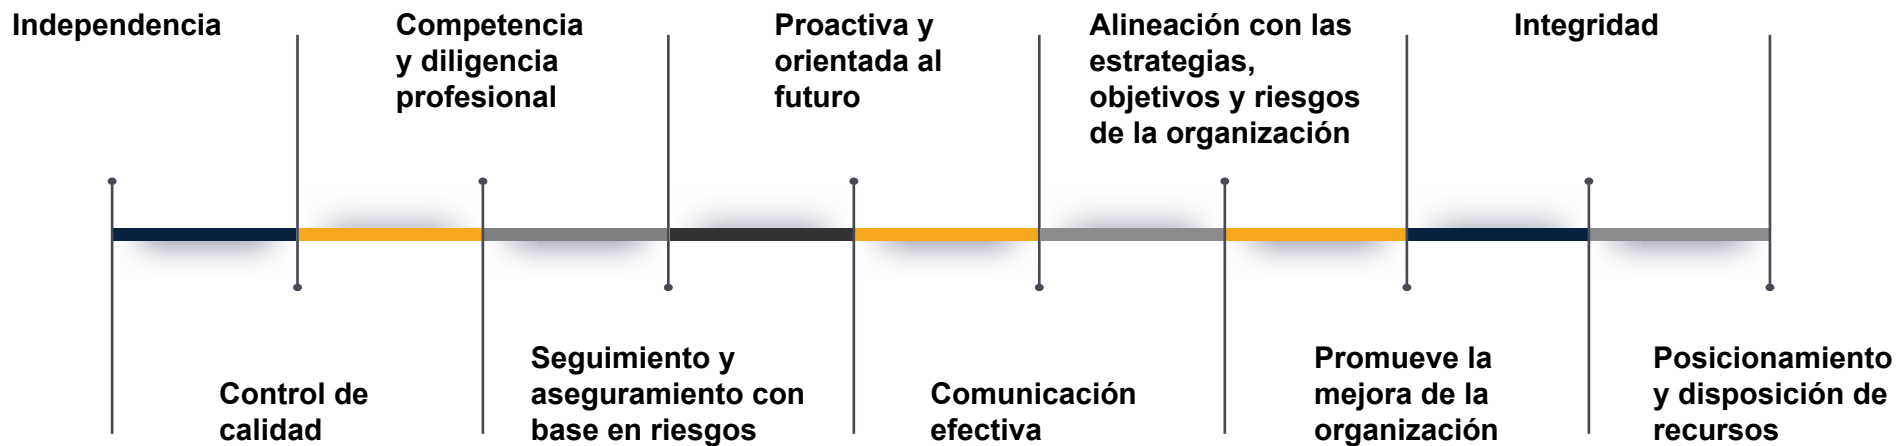 Independencia
Competencia
y diligencia
profesional
Proactiva y
orientada al
futuro
Alineación con las
estrategias,
objetivos y riesgos
de la organización
Integridad
Control de
calidad
Seguimiento y
aseguramiento con
base en riesgos
Comunicación
efectiva
Promueve la
mejora de la
organización
Posicionamiento
y disposición de
recursos